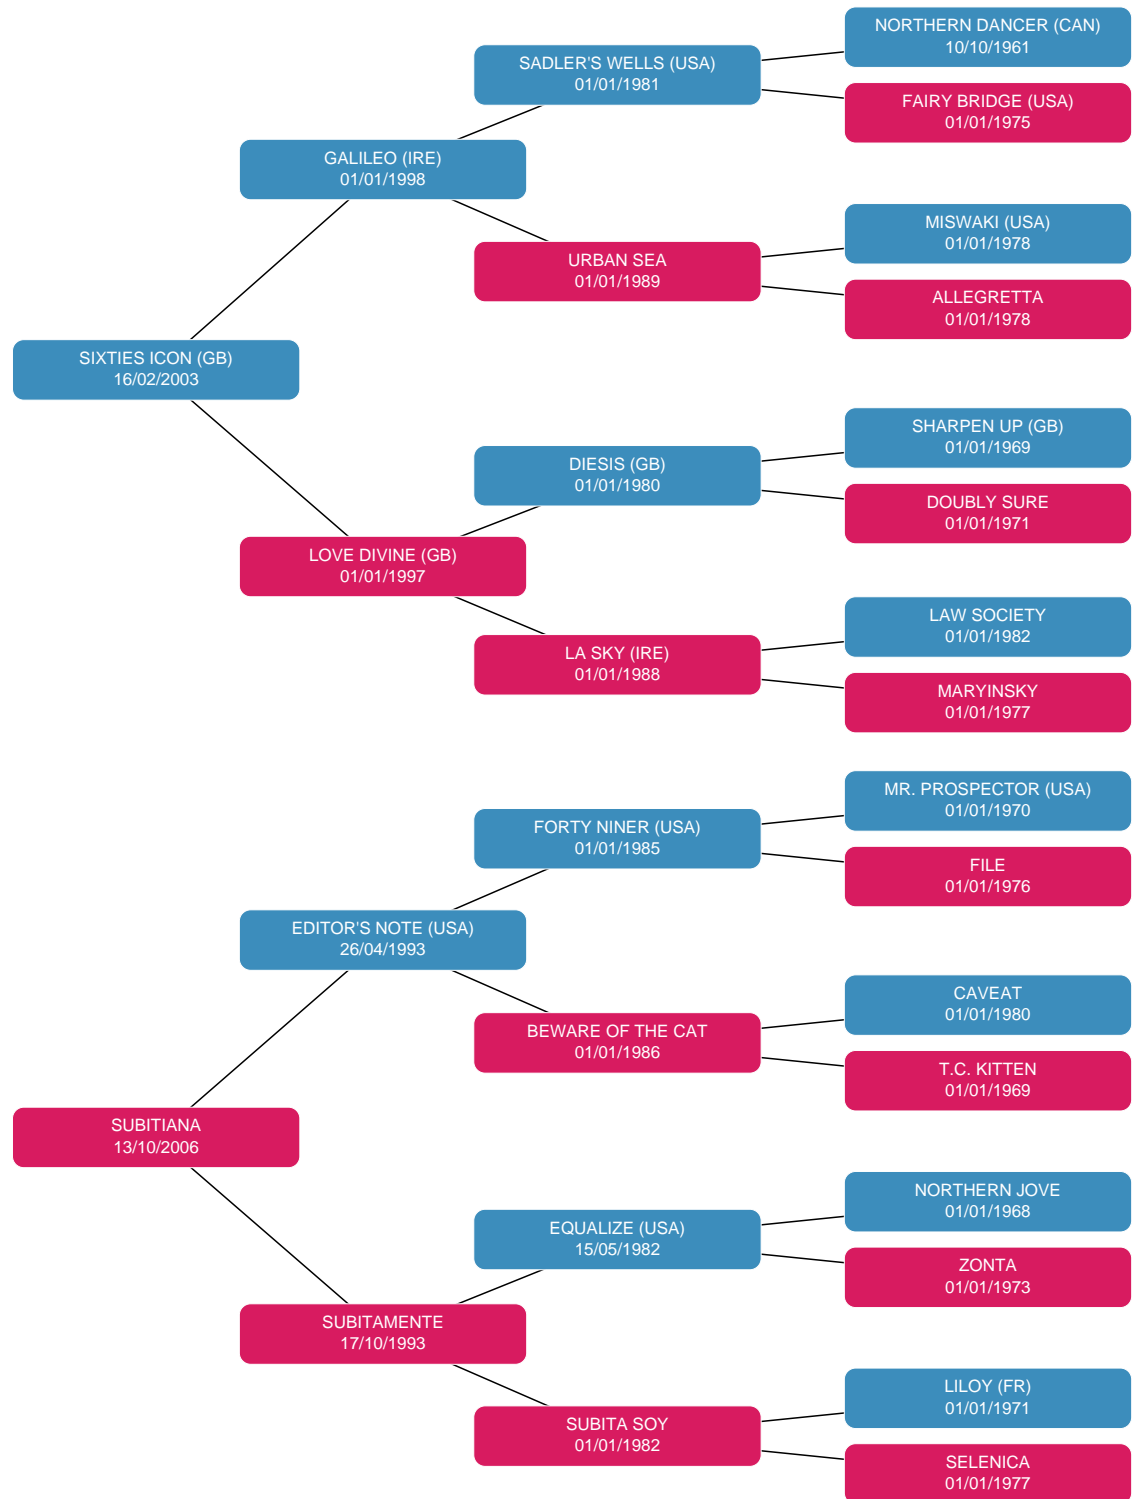 NORTHERN DANCER (CAN)
10/10/1961
SADLER'S WELLS (USA)
01/01/1981
FAIRY BRIDGE (USA)
01/01/1975
GALILEO (IRE)
01/01/1998
MISWAKI (USA)
01/01/1978
URBAN SEA
01/01/1989
ALLEGRETTA
01/01/1978
SIXTIES ICON (GB)
16/02/2003
SHARPEN UP (GB)
01/01/1969
DIESIS (GB)
01/01/1980
DOUBLY SURE
01/01/1971
LOVE DIVINE (GB)
01/01/1997
LAW SOCIETY
01/01/1982
LA SKY (IRE)
01/01/1988
MARYINSKY
01/01/1977
MR. PROSPECTOR (USA)
01/01/1970
FORTY NINER (USA)
01/01/1985
FILE
01/01/1976
EDITOR'S NOTE (USA)
26/04/1993
CAVEAT
01/01/1980
BEWARE OF THE CAT
01/01/1986
T.C. KITTEN
01/01/1969
SUBITIANA
13/10/2006
NORTHERN JOVE
01/01/1968
EQUALIZE (USA)
15/05/1982
ZONTA
01/01/1973
SUBITAMENTE
17/10/1993
LILOY (FR)
01/01/1971
SUBITA SOY
01/01/1982
SELENICA
01/01/1977